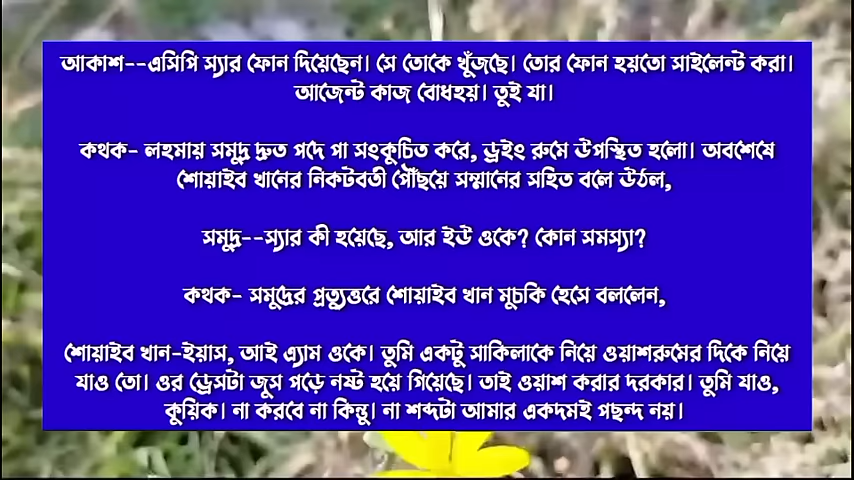 আকাশ--এসিপি স্যার ফোন দিয়েছেন। সে তোকে খুঁজছে। তোর ফোন হয়তো সাইলেন্ট করা।
আর্জেন্ট কাজ বোধহয়। তুই যা।
কথক- লহমায় সমুদ্র দ্রুত পদে পা সংকুচিত করে, ড্রইং রুমে উপস্থিত হলো। অবশেষে
শোয়াইব খানের নিকটবর্তী পৌঁছিয়ে সম্মানের সহিত বলে উঠল,
সমুদ্র--স্যার কী হয়েছে, আর ইউ ওকে? কোন সমস্যা?
কথক- সমুদ্রের প্রত্যুত্তরে শোয়াইব খান মুচকি হেসে বললেন,
শোয়াইব খান-ইয়াস, আই এ্যাম ওকে। তুমি একটু সাকিলাকে নিয়ে ওয়াশরুমের দিকে নিয়ে
যাও তো। ওর ড্রেসটা জুস পড়ে নষ্ট হয়ে গিয়েছে। তাই ওয়াশ করার দরকার। তুমি যাও,
কুয়িক। না করবে না কিন্তু। না শব্দটা আমার একদমই পছন্দ নয়।